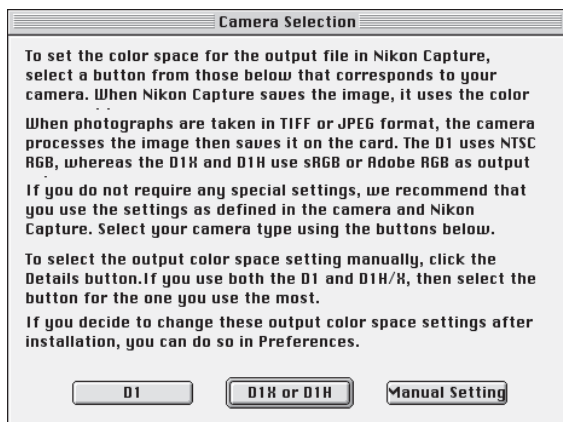 Camera Selection
To set the color space for the output file in Nikon Capture,
select a button from those below that corresponds to your
camera. When Nikon Capture saves the image, it uses the color
When photographs are taken in TIFF or JPEG format, the camera
processes the image then saves it on the card. The D1 uses NTSC
RGB, whereas the D1X and D1H use sRGB or Adobe RGB as output
If you do not require any special settings, we recommend that
you use the settings as defined in the camera and Nikon
Capture. Select your camera type using the buttons below.
To select the output color space setting manually, click the
Details button.If you use both the D1 and D1H/X, then select the
button for the one you use the most.
If you decide to change these output color space settings after
installation, you can do so in Preferences.
D1
D1X or D1H
Manual Setting